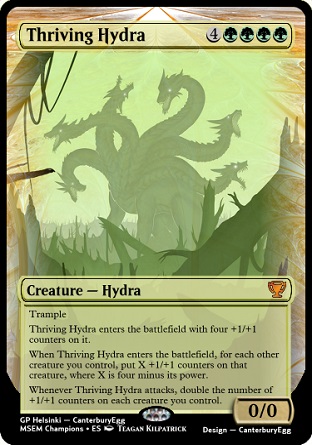 Thriving Hydra 4
Creature — Hydra
Trample
Thriving Hydra enters the battlefield with four +1/+1
counters on it.
When Thriving Hydra enters the battlefield, for each other
creature you control, put X +1/+1 counters on that
creature, where X is four minus its power.
Whenever Thriving Hydra attacks, double the number of
+1/+1 counters on each creature you control.
0/0
GP Helsinki — CanterburyEgg
MSEM Champions • ES Teagan Kilpatrick
Design — CanterburyEgg